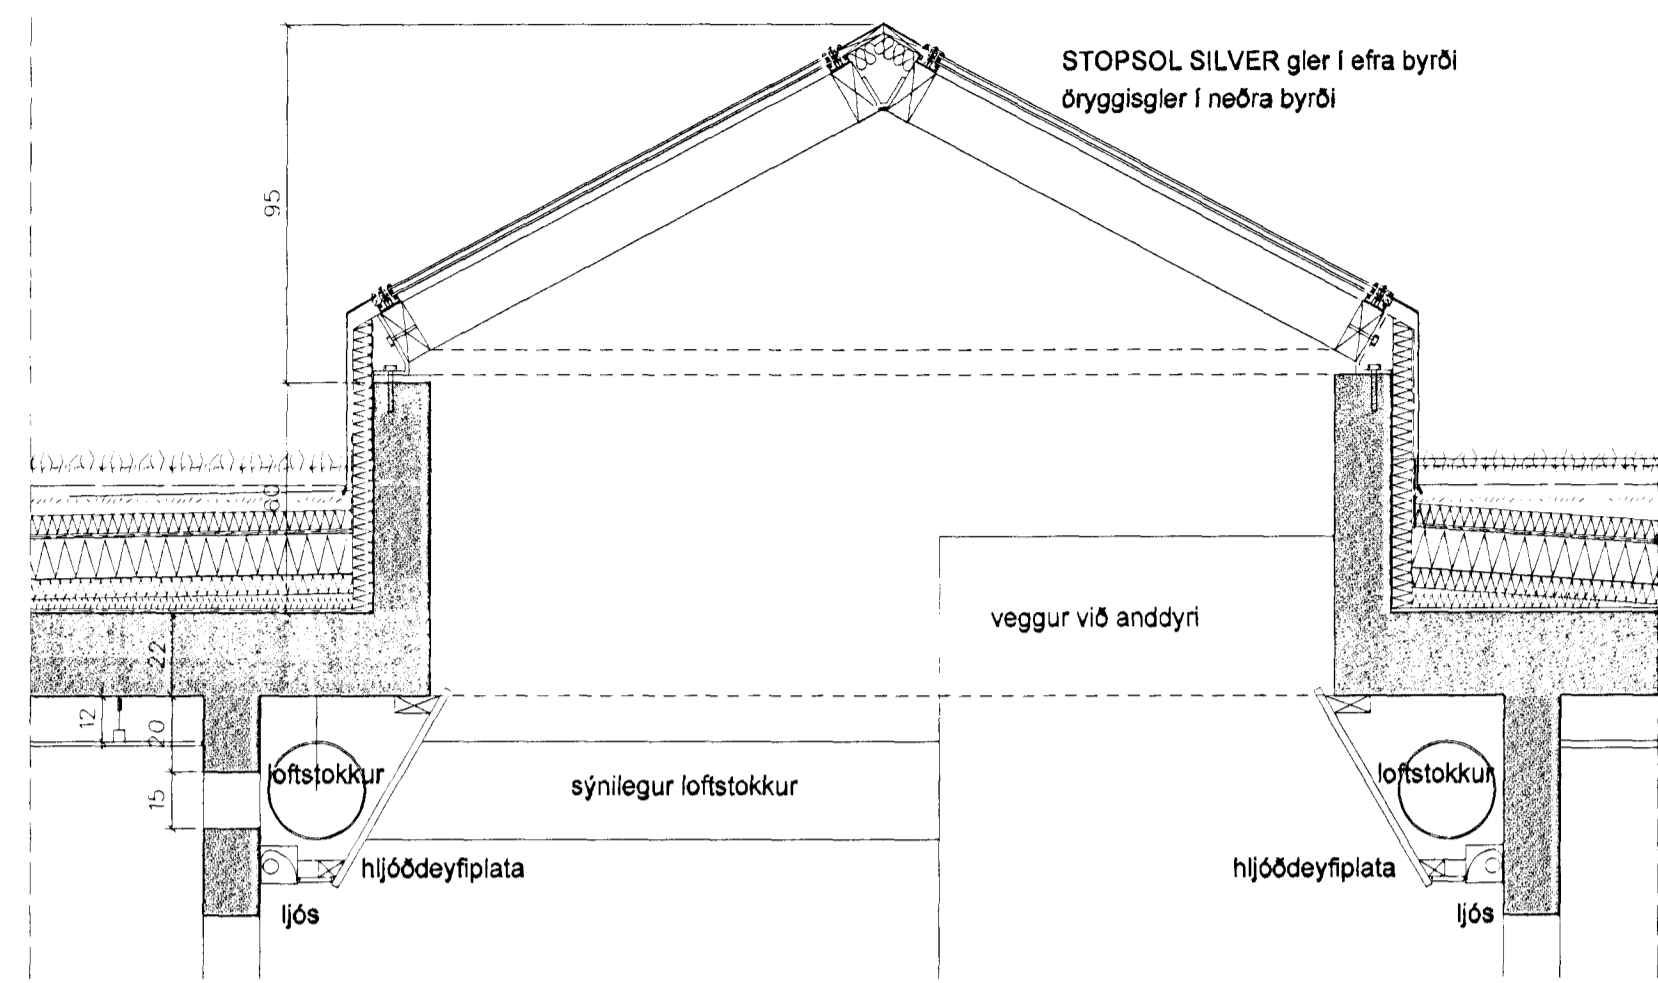 STOPSOL SILVER gler í efra byrði
öryggisgler í neðra byrði
95
60
veggur við anddyri
22
12
20
loftstokkur
loftstokkur
15
sýnilegur loftstokkur
hljóðdeyfiplata
hljóðdeyfiplata
ljós
ljós